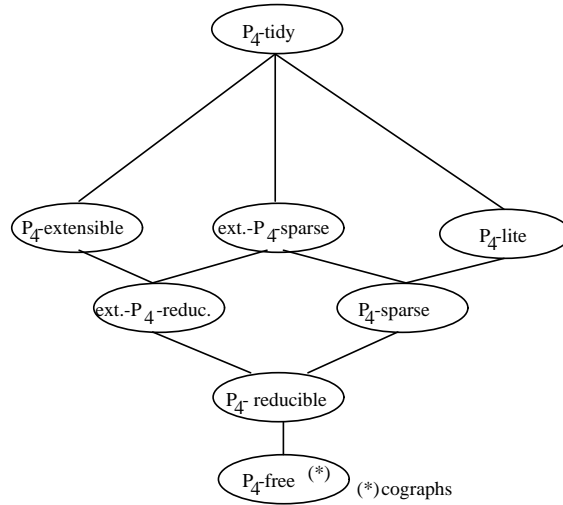 P4-tidy
P4-extensible
ext.-P4-sparse
P4-lite
ext.-P4-reduc.
P4-sparse
P4- reducible
P4-free (*)
(*)cographs